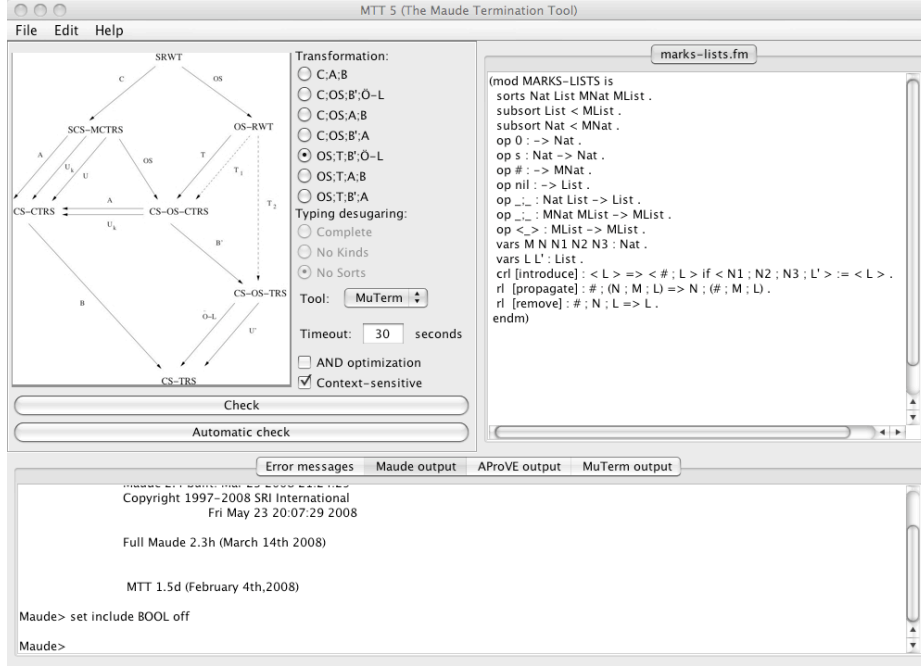 MTT 5 (The Maude Termination Tool)
File Edit Help
SRWT
C
OS
SCS-MCTRS
OS-RWT
A
U_k
U
OS
T
T_1
T_2
A
CS-CTRS
CS-OS-CTRS
U_k
B'
B
CS-OS-TRS
Ö-L
U'
CS-TRS
Transformation:
C;A;B
C;OS;B';Ö-L
C;OS;A;B
C;OS;B';A
OS;T;B';Ö-L
OS;T;A;B
OS;T;B';A
Typing desugaring:
Complete
No Kinds
No Sorts
Tool: MuTerm
Timeout: 30 seconds
AND optimization
Context-sensitive
Check
Automatic check
marks-lists.fm
(mod MARKS-LISTS is
sorts Nat List MNat MList .
subsort List < MList .
subsort Nat < MNat .
op 0 : -> Nat .
op s : Nat -> Nat .
op # : -> MNat .
op nil : -> List .
op _;_ : Nat List -> List .
op _;_ : MNat MList -> MList .
op <_> : MList -> MList .
vars M N N1 N2 N3 : Nat .
vars L L' : List .
crl [introduce] : < L > => < # ; L > if < N1 ; N2 ; N3 ; L' > := < L > .
rl [propagate] : # ; (N ; M ; L) => N ; (# ; M ; L) .
rl [remove] : # ; N ; L => L .
endm)
Error messages
Maude output
AProVE output
MuTerm output
Copyright 1997-2008 SRI International
Fri May 23 20:07:29 2008
Full Maude 2.3h (March 14th 2008)
MTT 1.5d (February 4th,2008)
Maude> set include BOOL off
Maude>